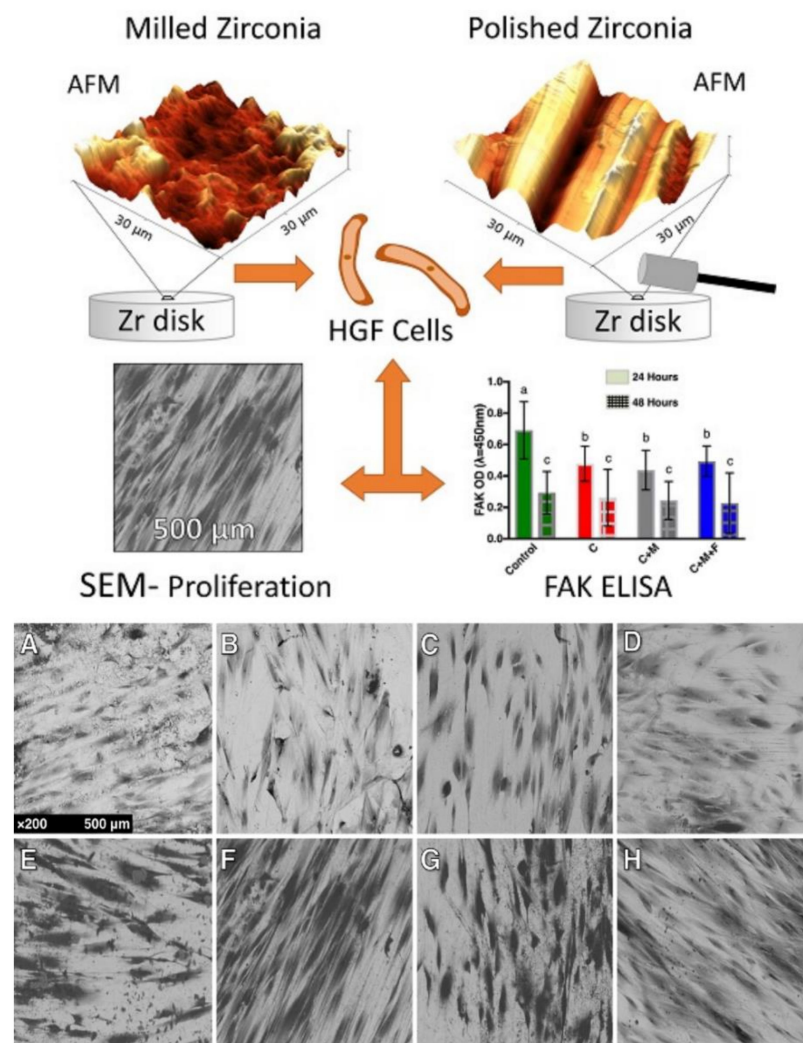 Milled Zirconia
Polished Zirconia
AFM
AFM
30 µm
30 µm
30 µm
30 µm
Zr disk
HGF Cells
Zr disk
500 µm
FAK OD (λ=450nm)
1.0
0.8
0.6
0.4
0.2
0.0
24 Hours
48 Hours
a
c
b
c
b
c
b
c
Control
C
C+M
C+M+F
SEM- Proliferation
FAK ELISA
A
B
C
D
×200 500 µm
E
F
G
H